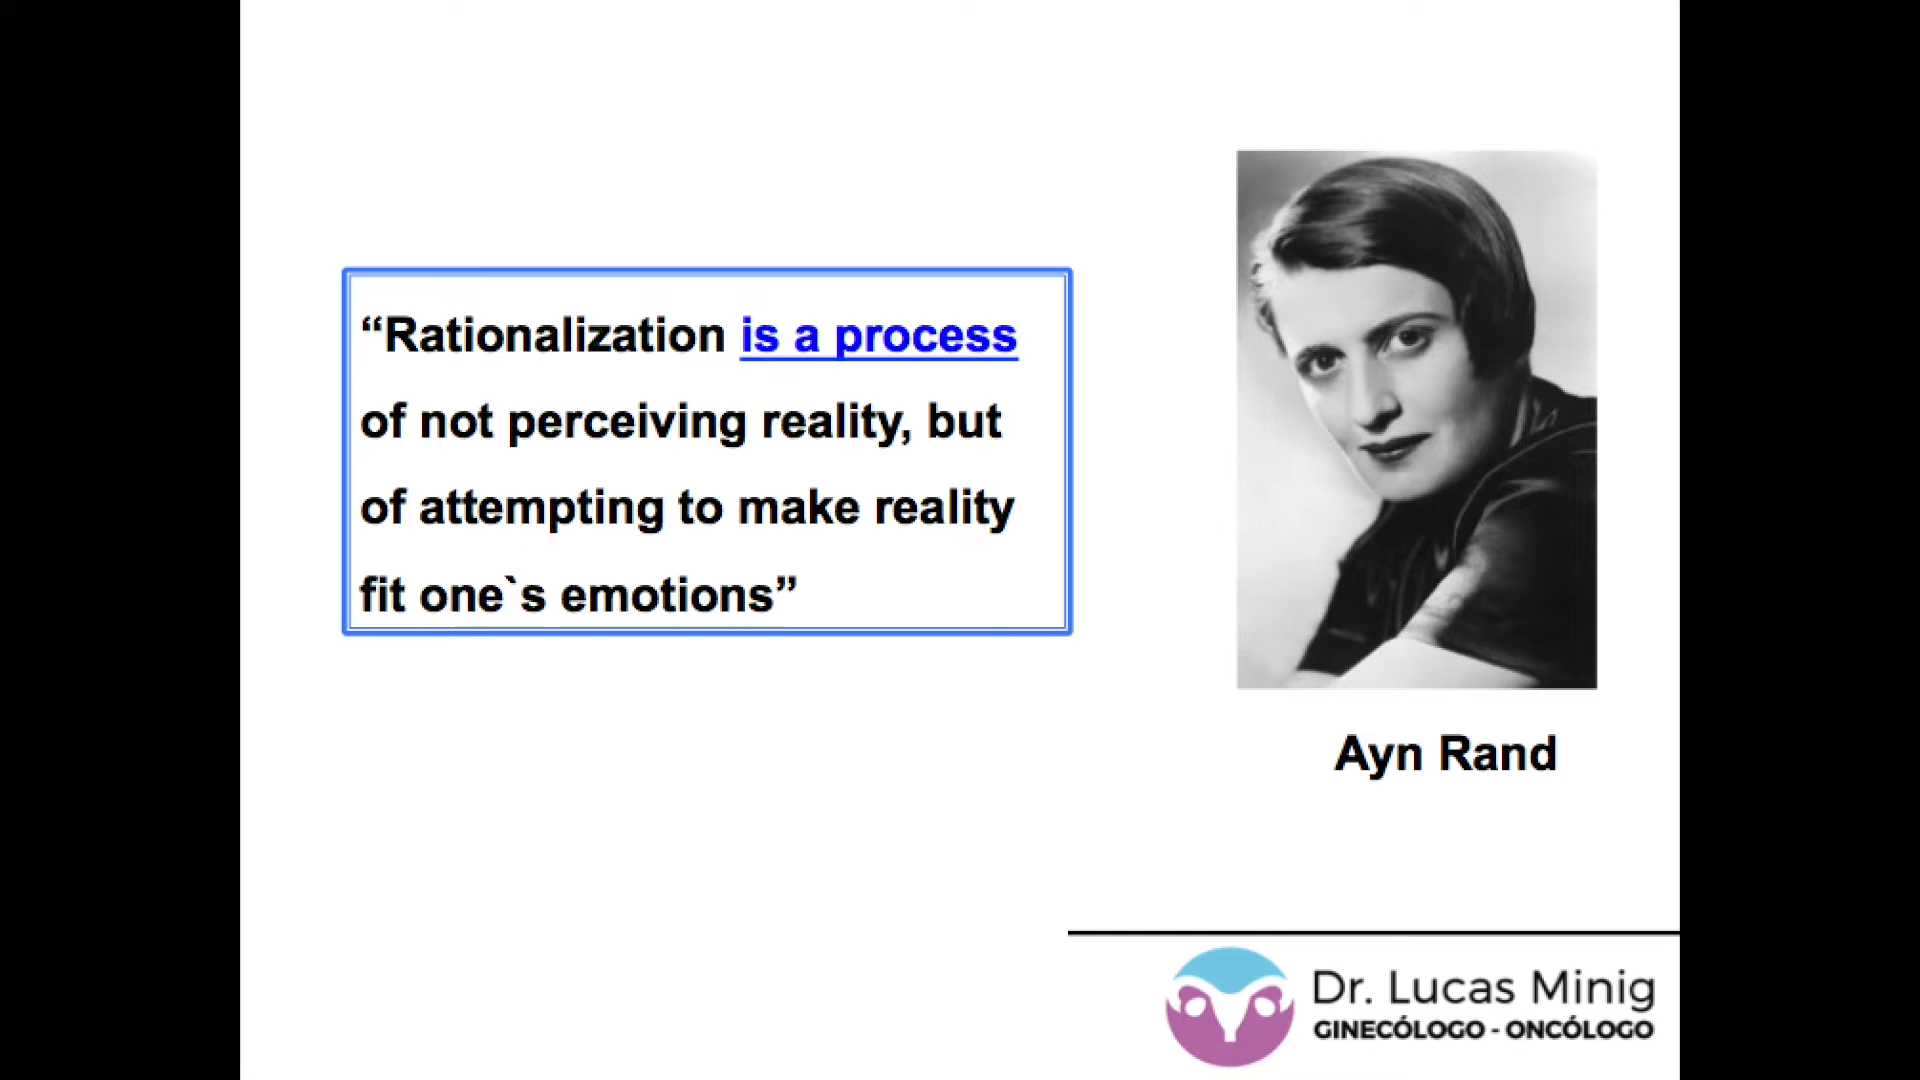 “Rationalization is a process
of not perceiving reality, but
of attempting to make reality
fit one`s emotions”
Ayn Rand
Dr. Lucas Minig
GINECÓLOGO - ONCÓLOGO